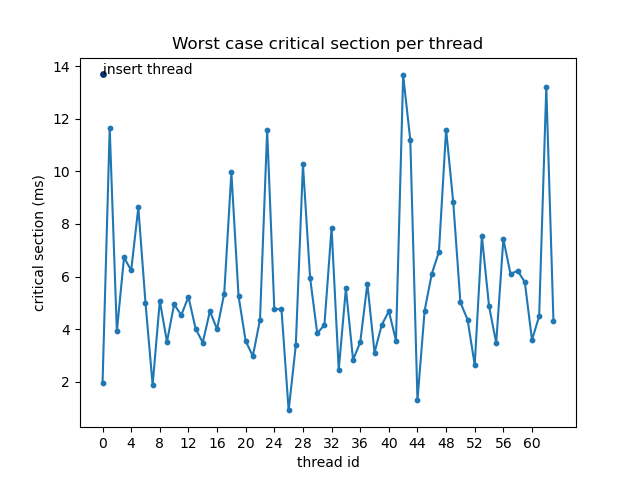 Worst case critical section per thread
14
insert thread
12
10
8
6
4
2
critical section (ms)
0 4 8 12 16 20 24 28 32 36 40 44 48 52 56 60
thread id